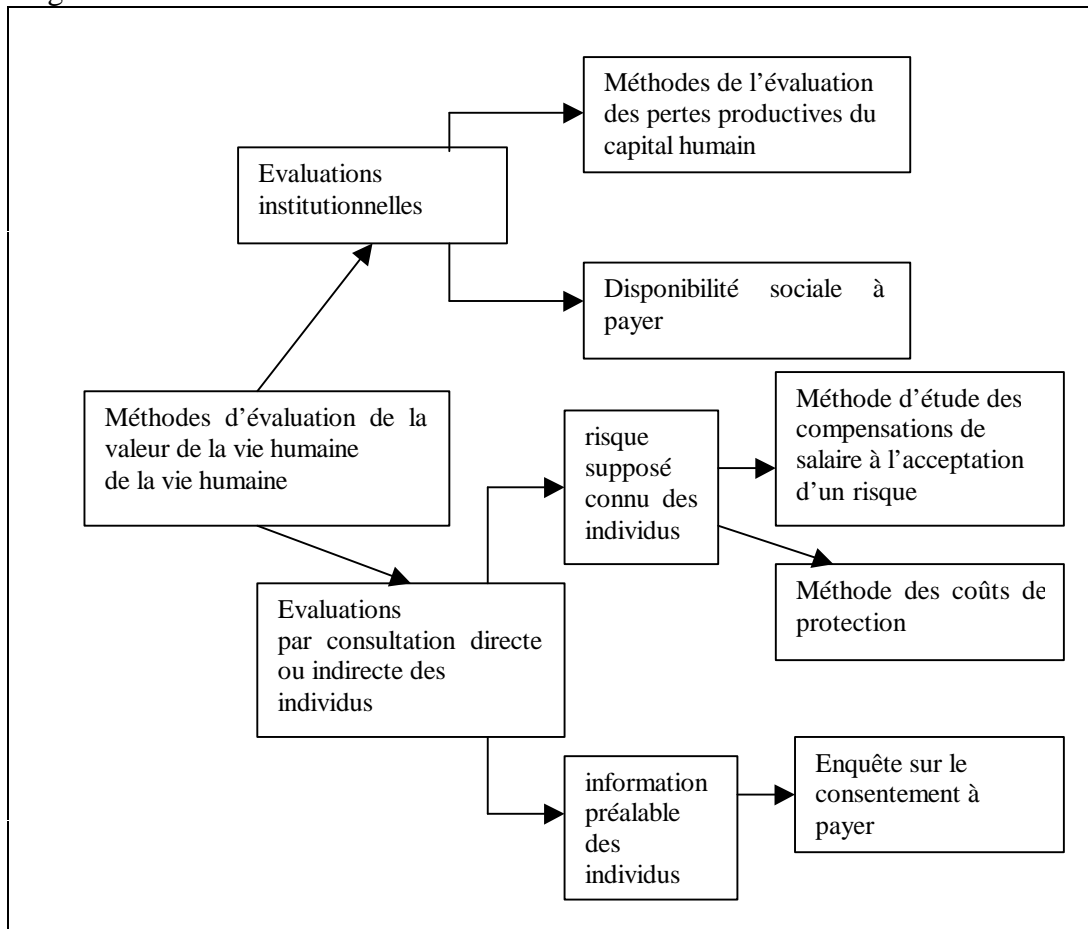 Méthodes de l'évaluation
des pertes productives du
capital humain
Evaluations
institutionnelles
Disponibilité sociale à
payer
Méthodes d'évaluation de la
valeur de la vie humaine
de la vie humaine
risque
supposé
connu des
individus
Méthode d'étude des
compensations de
salaire à l'acceptation
d'un risque
Méthode des coûts de
protection
Evaluations
par consultation directe
ou indirecte des
individus
information
préalable
des
individus
Enquête sur le
consentement à
payer